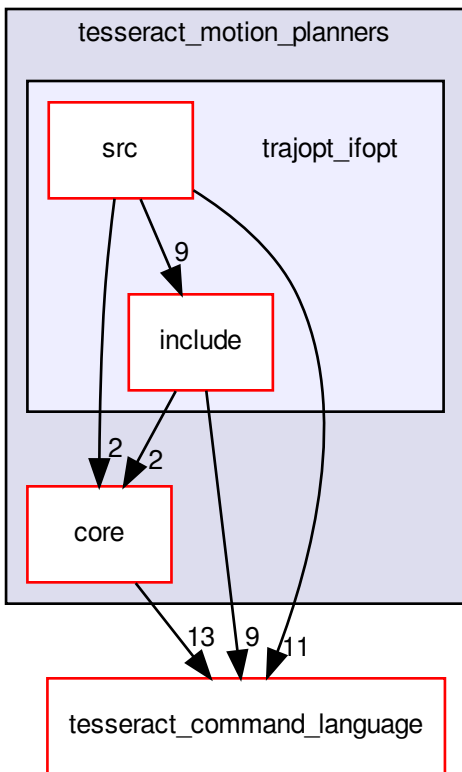 tesseract_motion_planners
src
trajopt_ifopt
9
include
2
2
core
13
9
11
tesseract_command_language